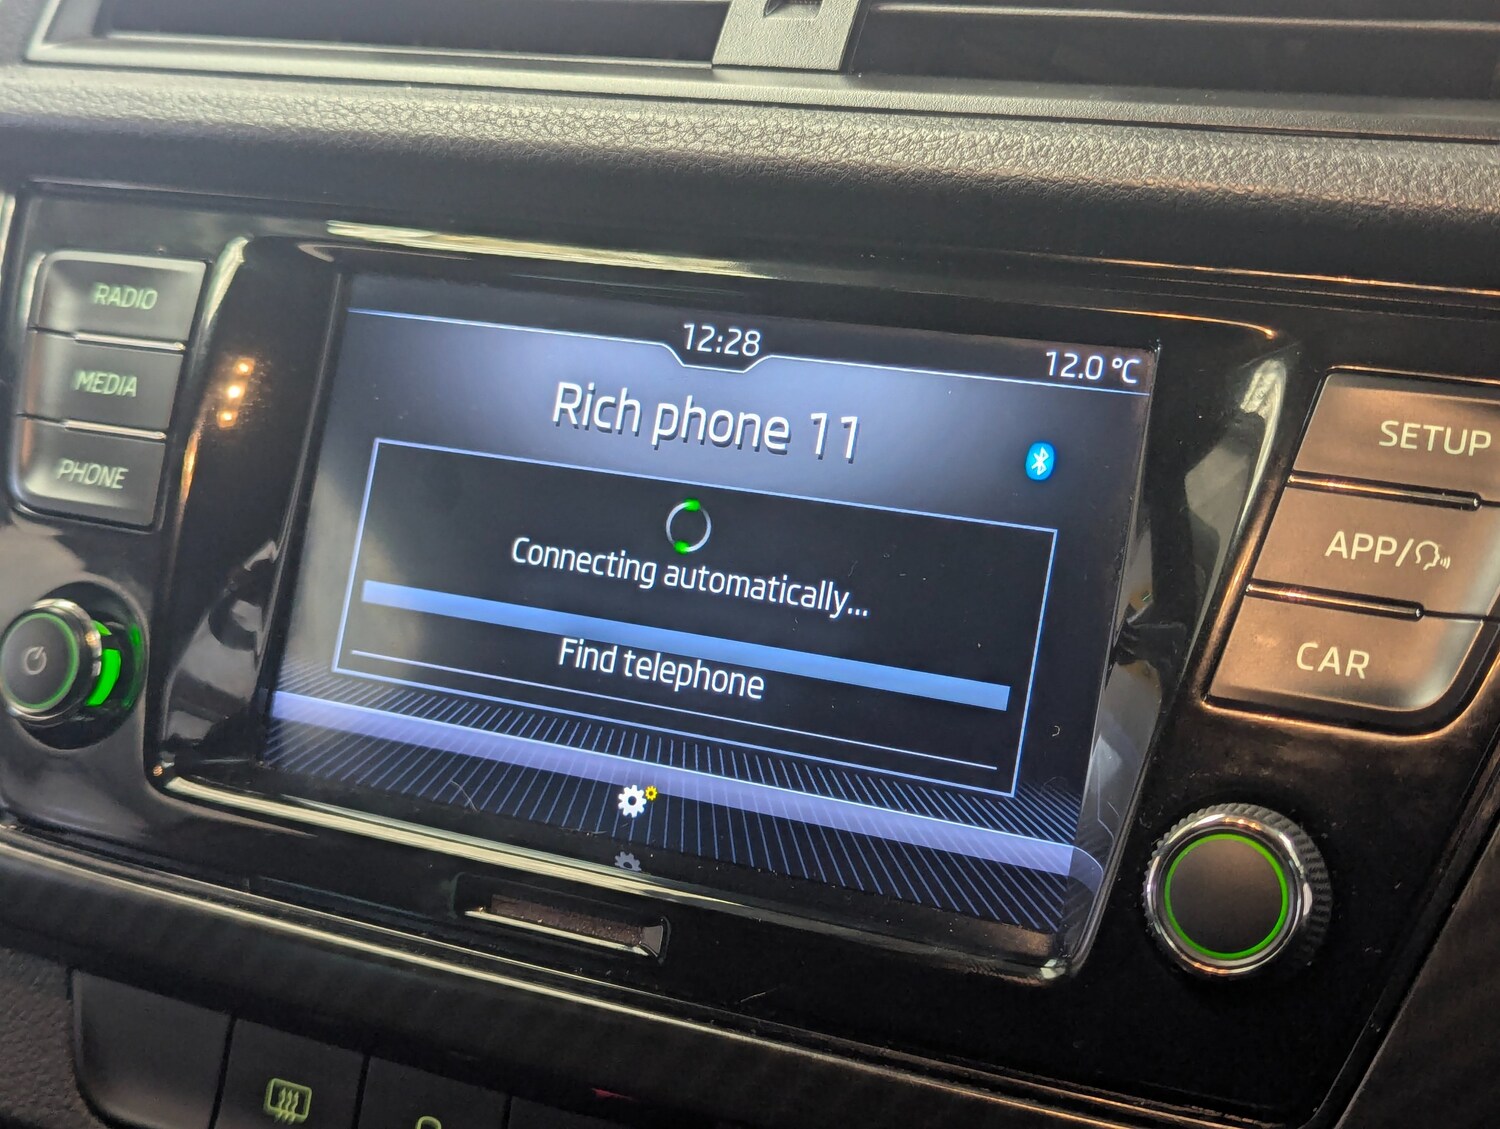 12:28
12.0 °C
Rich phone 11
Connecting automatically...
Find telephone
RADIO
MEDIA
PHONE
SETUP
APP/
CAR